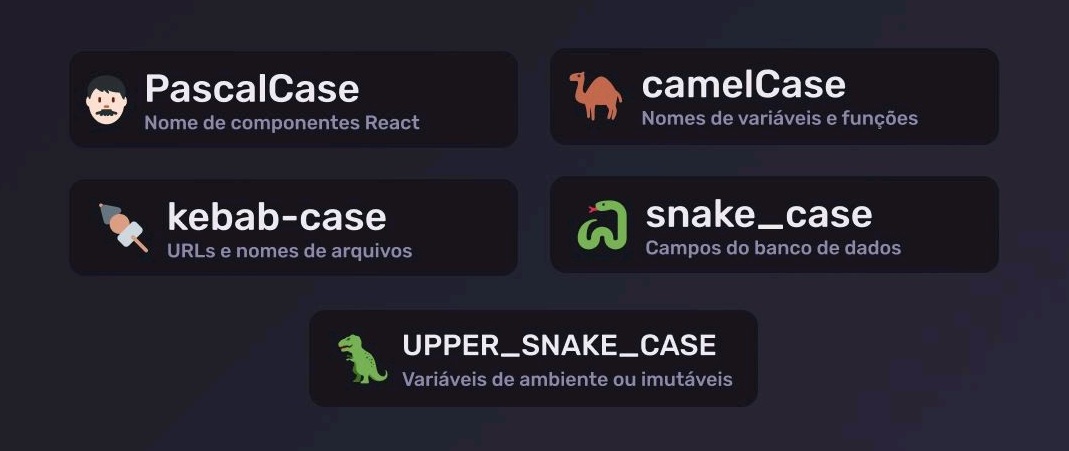 PascalCase
Nome de componentes React
camelCase
Nomes de variáveis e funções
kebab-case
URLs e nomes de arquivos
snake_case
Campos do banco de dados
UPPER_SNAKE_CASE
Variáveis de ambiente ou imutáveis